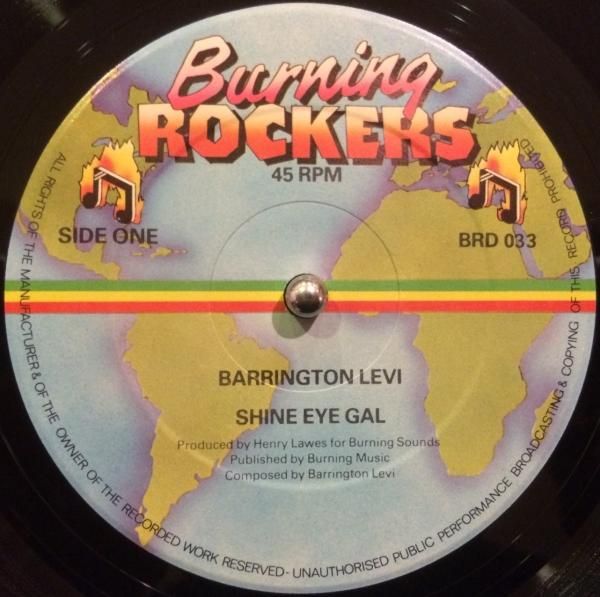 Burning
ROCKERS
45 RPM
SIDE ONE
BRD 033
BARRINGTON LEVI
SHINE EYE GAL
Produced by Henry Lawes for Burning Sounds
Published by Burning Music
Composed by Barrington Levi
ALL RIGHTS OF THE MANUFACTURER & OF THE OWNER OF THE RECORDED WORK RESERVED - UNAUTHORISED PUBLIC PERFORMANCE BROADCASTING & COPYING OF THIS RECORD PROHIBITED